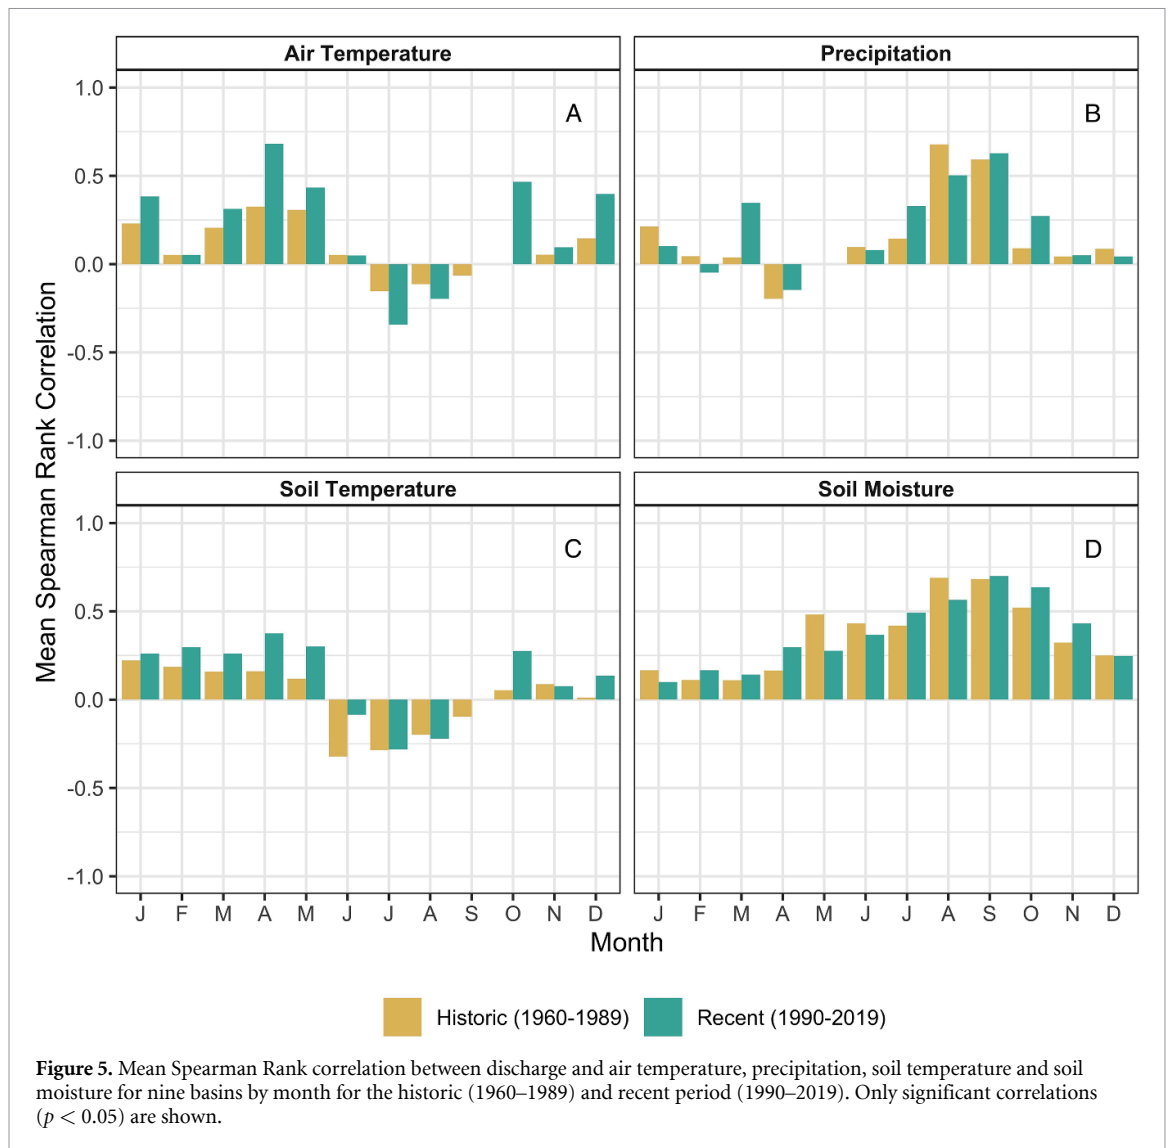 Air Temperature
Precipitation
Mean Spearman Rank Correlation
1.0
0.5
0.0
-0.5
-1.0
A
B
Soil Temperature
Soil Moisture
1.0
0.5
0.0
-0.5
-1.0
C
D
J F M A M J J A S O N D
J F M A M J J A S O N D
Month
Historic (1960-1989)
Recent (1990-2019)
Figure 5. Mean Spearman Rank correlation between discharge and air temperature, precipitation, soil temperature and soil
moisture for nine basins by month for the historic (1960–1989) and recent period (1990–2019). Only significant correlations
(p < 0.05) are shown.